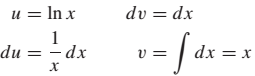 u = ln x dv = dx
du = 1/x dx v = ∫ dx = x